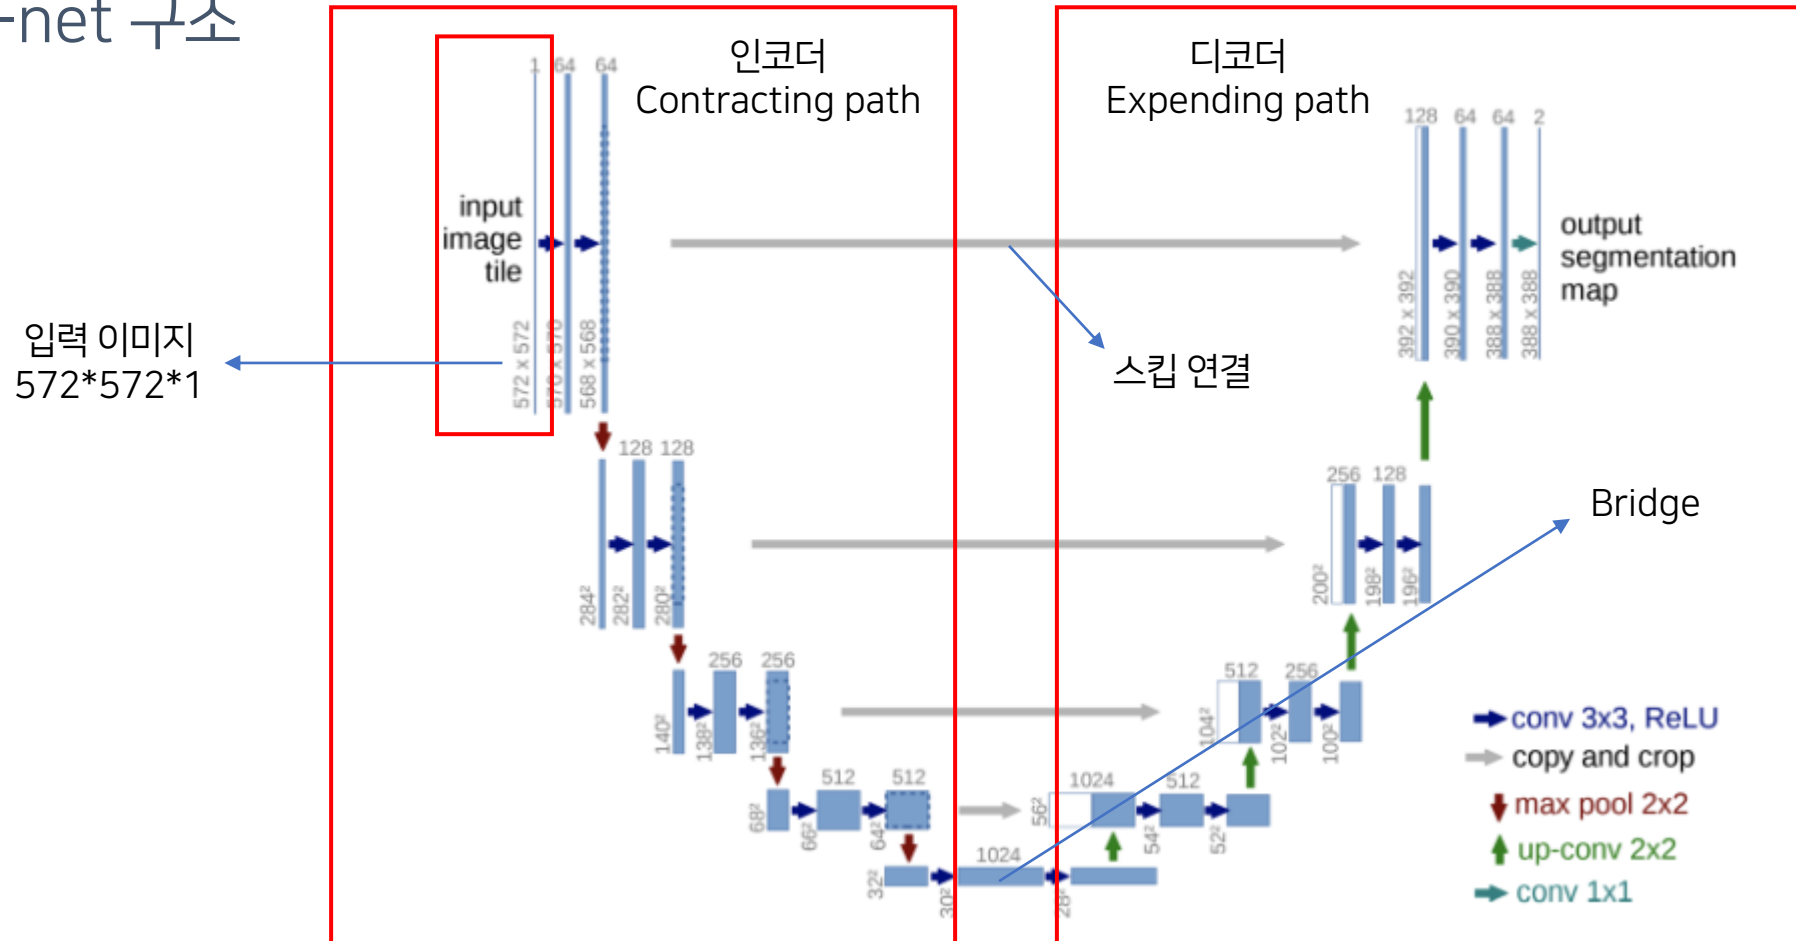 -net 구조
인코더
Contracting path
디코더
Expending path
1 64 64
input
image
tile
572 x 572
570 x 570
568 x 568
입력 이미지
572*572*1
스킵 연결
128 64 64 2
output
segmentation
map
392 x 392
390 x 390
388 x 388
388 x 388
128 128
284²
282²
280²
256 128
200²
198²
196²
Bridge
256 256
140²
138²
136²
512 256
104²
102²
100²
512 512
68²
66²
64²
1024 512
56²
54²
52²
1024
32²
30²
28²
conv 3x3, ReLU
copy and crop
max pool 2x2
up-conv 2x2
conv 1x1